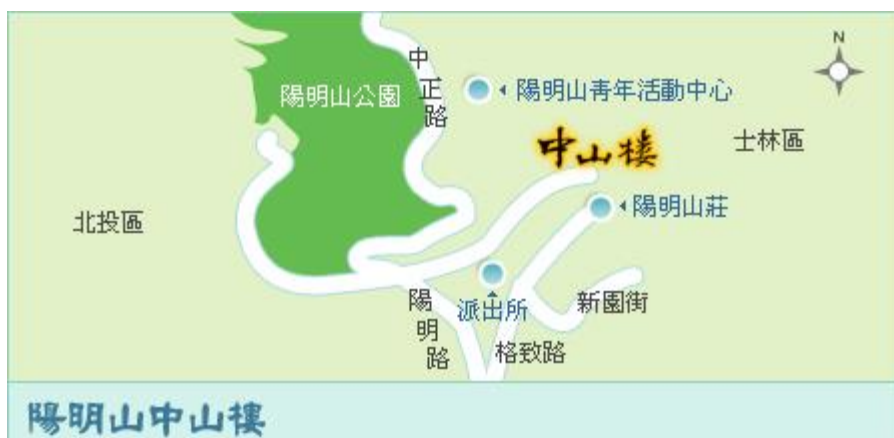 N
中正路
陽明山公園
陽明山青年活動中心
中山樓
士林區
陽明山莊
北投區
派出所
新園街
陽明路
格致路
陽明山中山樓